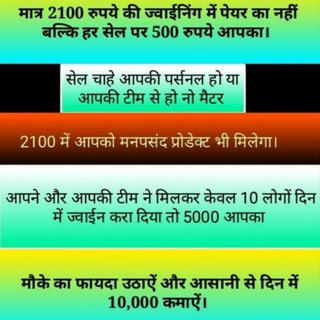 मात्र 2100 रुपये की ज्वाईनिंग में पेयर का नहीं
बल्कि हर सेल पर 500 रुपये आपका।
सेल चाहे आपकी पर्सनल हो या
आपकी टीम से हो नो मैटर
2100 में आपको मनपसंद प्रोडेक्ट भी मिलेगा।
आपने और आपकी टीम ने मिलकर केवल 10 लोगों दिन
में ज्वाईन करा दिया तो 5000 आपका
मौके का फायदा उठाऐं और आसानी से दिन में
10,000 कमाऐं।